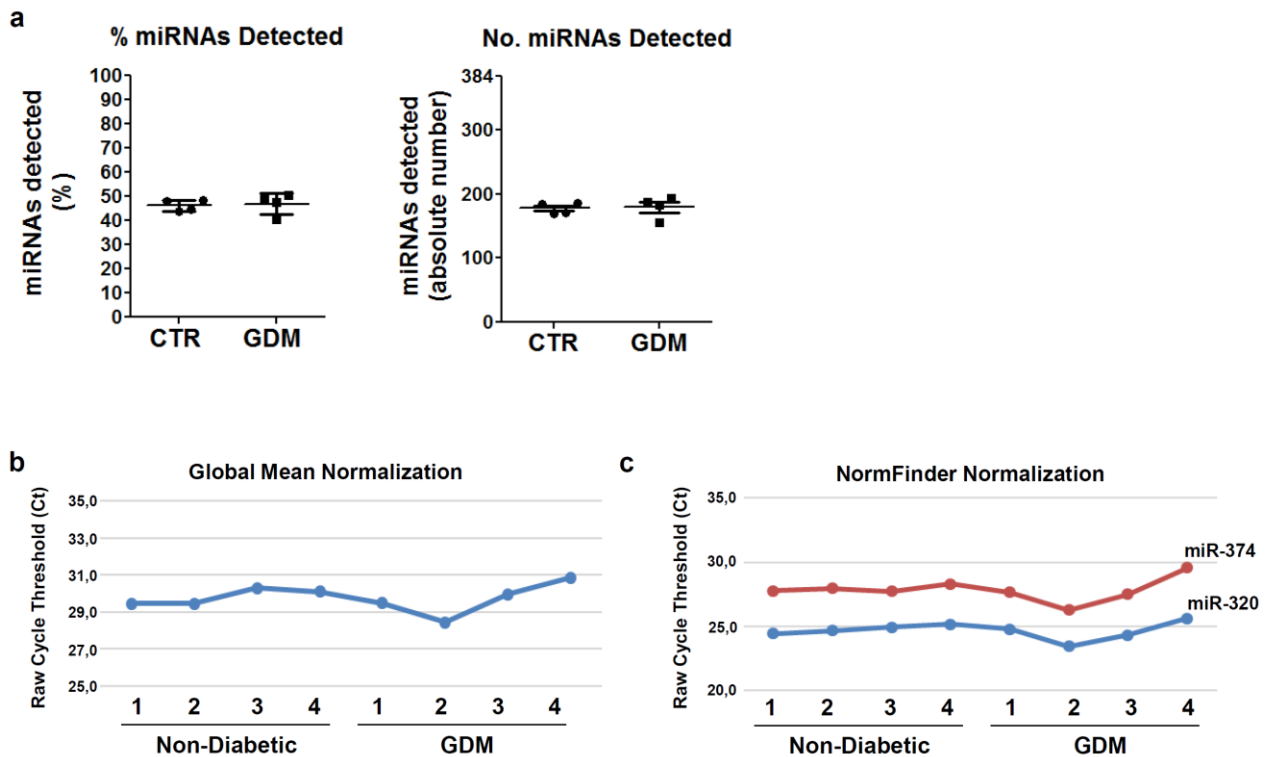 a
% miRNAs Detected
miRNAs detected
(%)
100
90
80
70
60
50
40
30
20
10
0
CTR GDM
No. miRNAs Detected
miRNAs detected
(absolute number)
384
300
200
100
0
CTR GDM
b
Global Mean Normalization
Raw Cycle Threshold (Ct)
35,0
33,0
31,0
29,0
27,0
25,0
1 2 3 4 1 2 3 4
Non-Diabetic GDM
c
NormFinder Normalization
Raw Cycle Threshold (Ct)
35,0
30,0
25,0
20,0
miR-374
miR-320
1 2 3 4 1 2 3 4
Non-Diabetic GDM